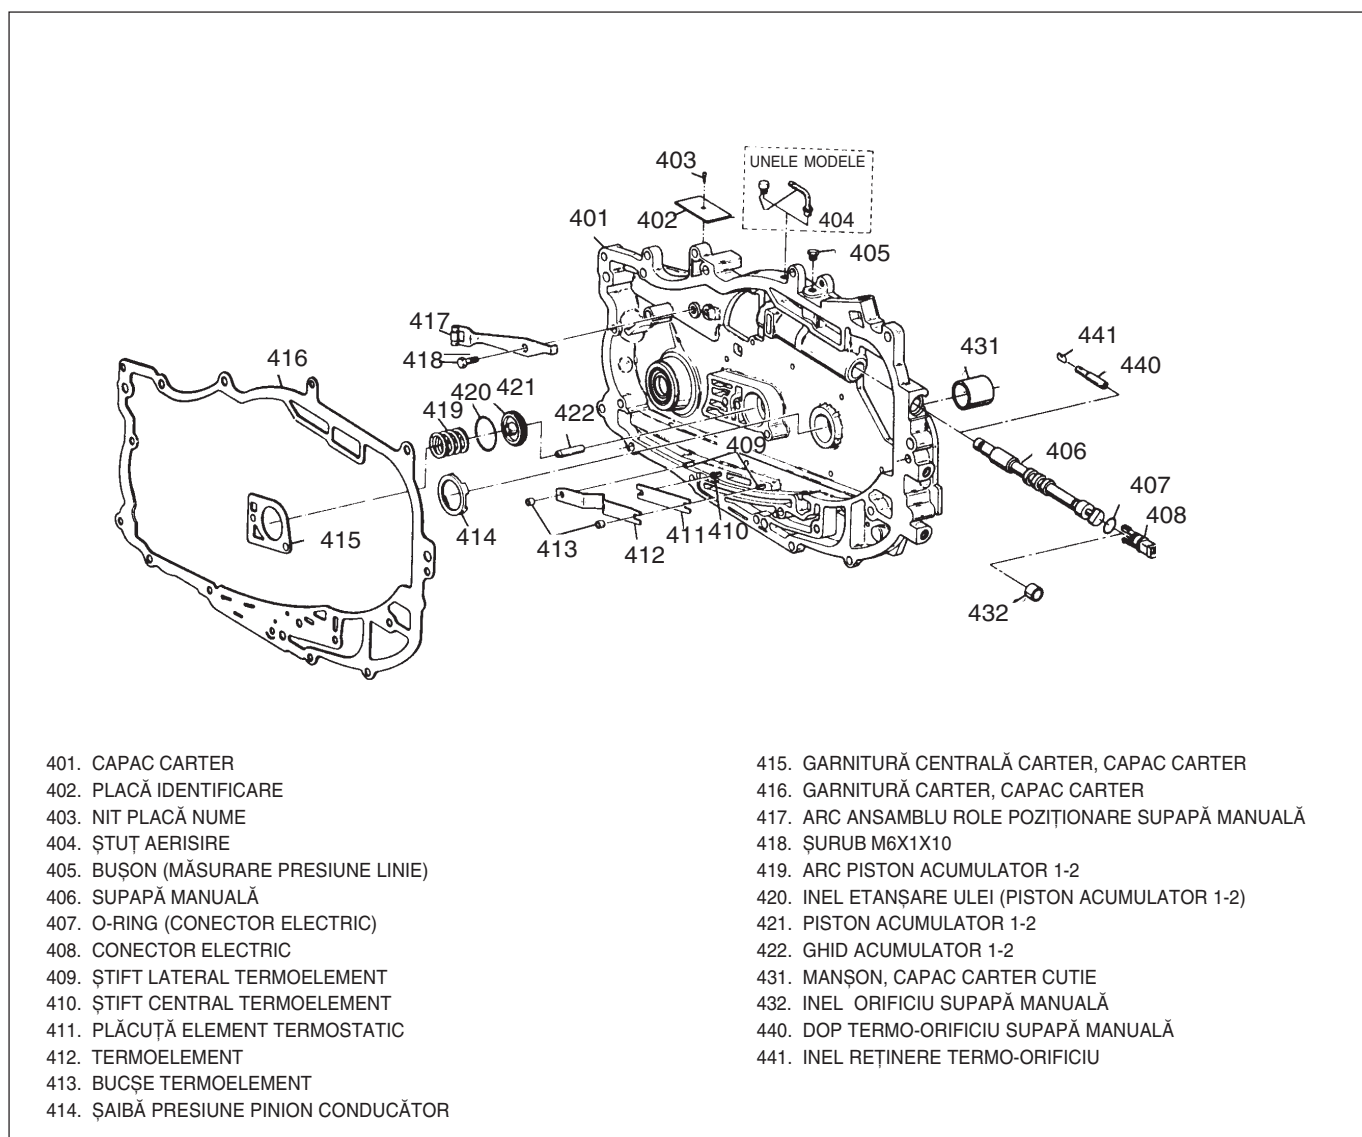 403
UNELE MODELE
402
404
401
405
417
441
418
431
440
416
421
420
419
422
406
409
407
408
415
414
413
412
411
410
432
401. CAPAC CARTER
402. PLACĂ IDENTIFICARE
403. NIT PLACĂ NUME
404. ȘTUȚ AERISIRE
405. BUȘON (MĂSURARE PRESIUNE LINIE)
406. SUPAPĂ MANUALĂ
407. O-RING (CONECTOR ELECTRIC)
408. CONECTOR ELECTRIC
409. ȘTIFT LATERAL TERMOELEMENT
410. ȘTIFT CENTRAL TERMOELEMENT
411. PLĂCUȚĂ ELEMENT TERMOSTATIC
412. TERMOELEMENT
413. BUCȘE TERMOELEMENT
414. ȘAIBĂ PRESIUNE PINION CONDUCĂTOR
415. GARNITURĂ CENTRALĂ CARTER, CAPAC CARTER
416. GARNITURĂ CARTER, CAPAC CARTER
417. ARC ANSAMBLU ROLE POZIȚIONARE SUPAPĂ MANUALĂ
418. ȘURUB M6X1X10
419. ARC PISTON ACUMULATOR 1-2
420. INEL ETANȘARE ULEI (PISTON ACUMULATOR 1-2)
421. PISTON ACUMULATOR 1-2
422. GHID ACUMULATOR 1-2
431. MANȘON, CAPAC CARTER CUTIE
432. INEL ORIFICIU SUPAPĂ MANUALĂ
440. DOP TERMO-ORIFICIU SUPAPĂ MANUALĂ
441. INEL REȚINERE TERMO-ORIFICIU